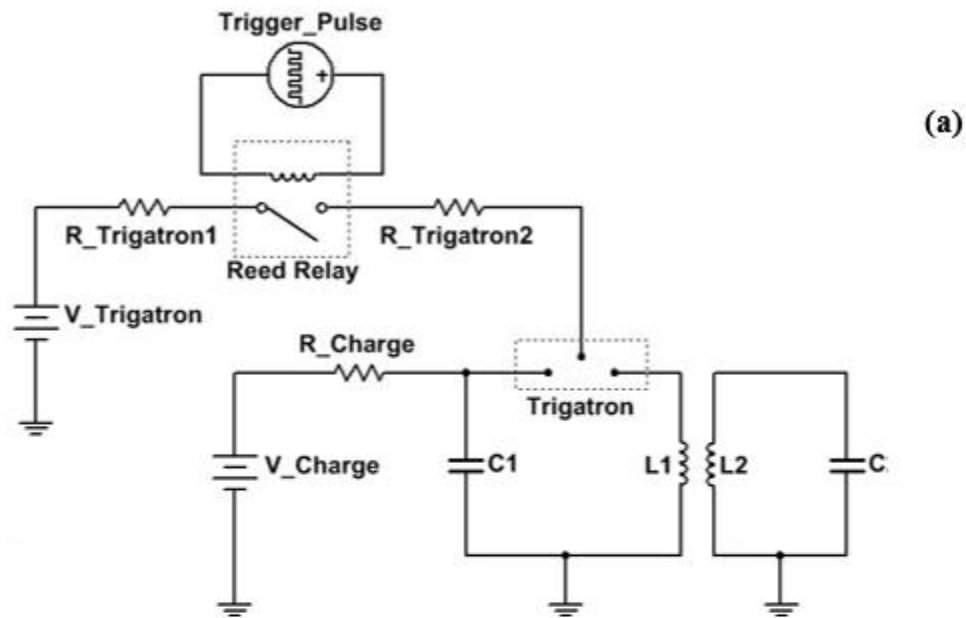 Trigger_Pulse
(a)
R_Trigatron1
R_Trigatron2
Reed Relay
V_Trigatron
R_Charge
Trigatron
V_Charge
C1
L1
L2